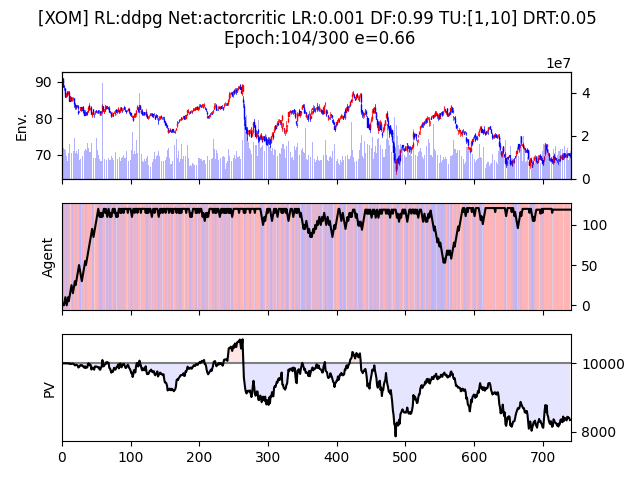 [XOM] RL:ddpg Net:actorcritic LR:0.001 DF:0.99 TU:[1,10] DRT:0.05
Epoch:104/300 e=0.66
1e7
90
80
70
Env.
4
2
0
Agent
100
50
0
PV
10000
8000
0 100 200 300 400 500 600 700